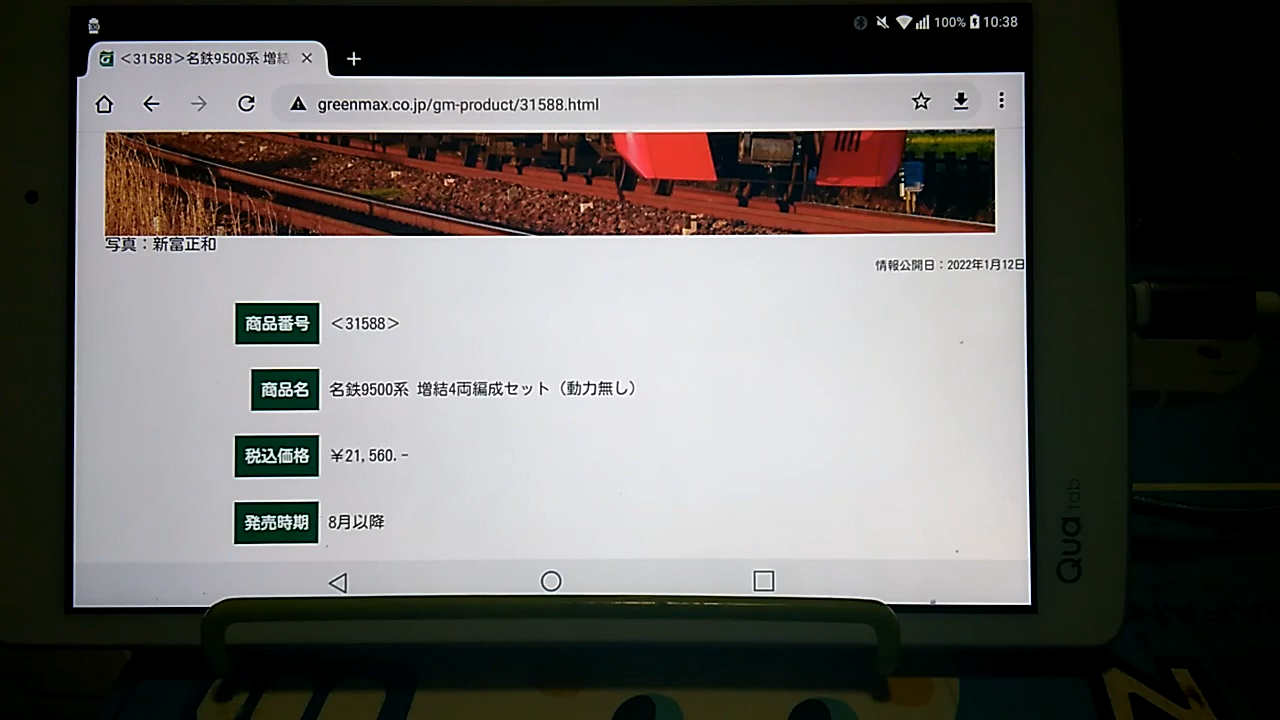 100% 10:38
<31588>名鉄9500系 増結
greenmax.co.jp/gm-product/31588.html
写真：新富正和
情報公開日：2022年1月12日
商品番号 <31588>
商品名 名鉄9500系 増結4両編成セット（動力無し）
税込価格 ￥21,560.-
発売時期 8月以降
Qua tab